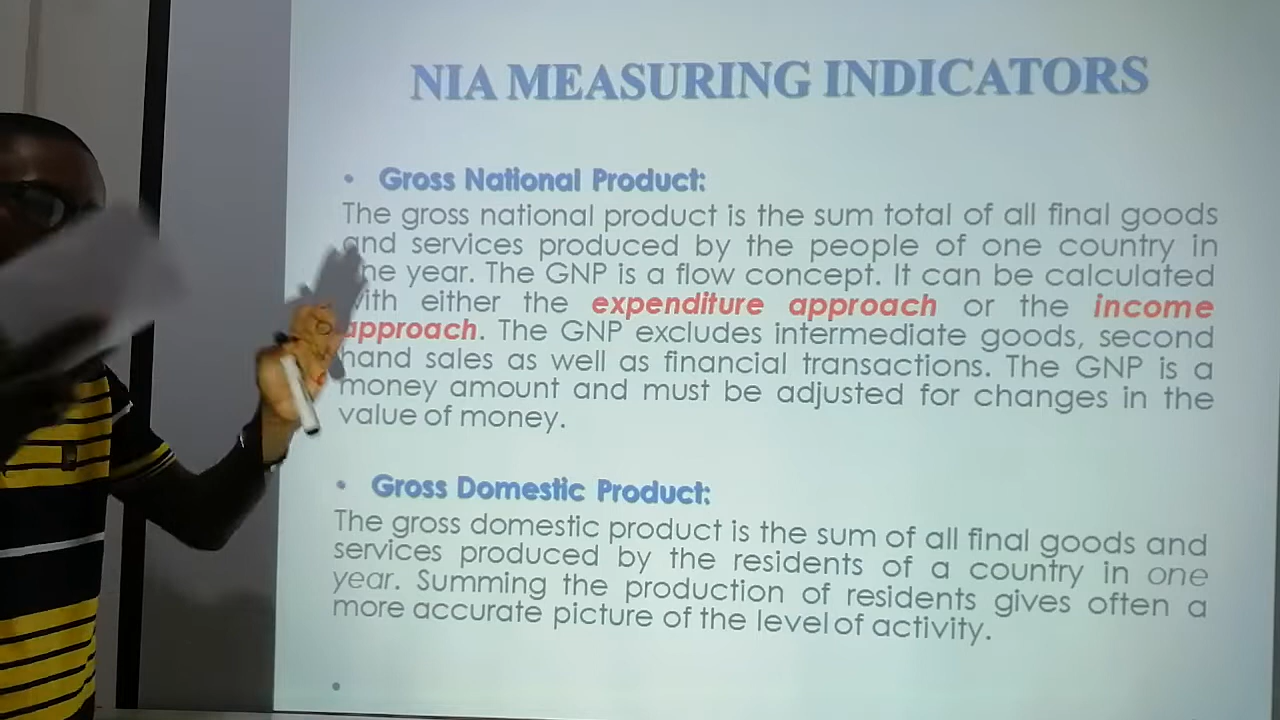 NIA MEASURING INDICATORS
• Gross National Product:
The gross national product is the sum total of all final goods
and services produced by the people of one country in
ne year. The GNP is a flow concept. It can be calculated
ith either the expenditure approach or the income
approach. The GNP excludes intermediate goods, second
hand sales as well as financial transactions. The GNP is a
money amount and must be adjusted for changes in the
value of money.
• Gross Domestic Product:
The gross domestic product is the sum of all final goods and
services produced by the residents of a country in one
year. Summing the production of residents gives often a
more accurate picture of the level of activity.
•